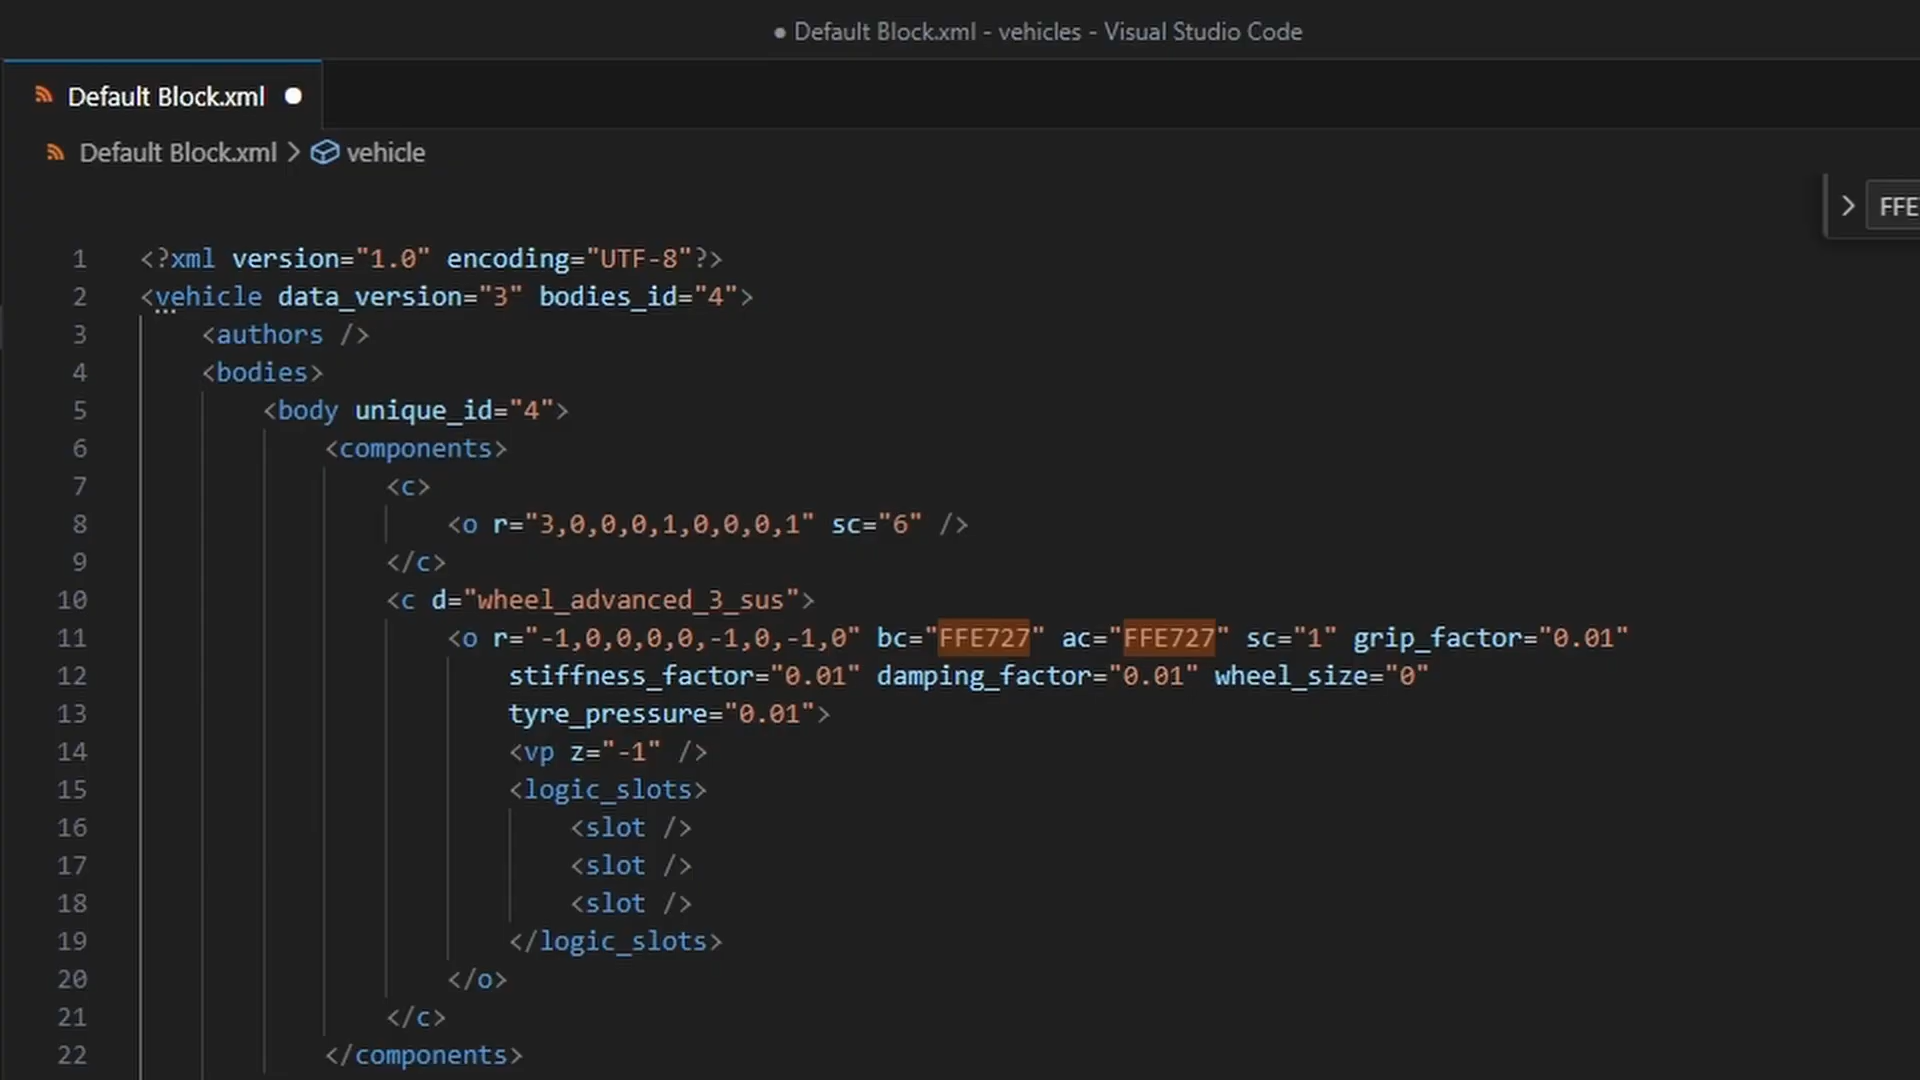 Default Block.xml - vehicles - Visual Studio Code
Default Block.xml
Default Block.xml > vehicle
FFE
1 <?xml version="1.0" encoding="UTF-8"?>
2 <vehicle data_version="3" bodies_id="4">
3 <authors />
4 <bodies>
5 <body unique_id="4">
6 <components>
7 <c>
8 <o r="3,0,0,0,1,0,0,0,1" sc="6" />
9 </c>
10 <c d="wheel_advanced_3_sus">
11 <o r="-1,0,0,0,0,-1,0,-1,0" bc="FFE727" ac="FFE727" sc="1" grip_factor="0.01"
12 stiffness_factor="0.01" damping_factor="0.01" wheel_size="0"
13 tyre_pressure="0.01">
14 <vp z="-1" />
15 <logic_slots>
16 <slot />
17 <slot />
18 <slot />
19 </logic_slots>
20 </o>
21 </c>
22 </components>